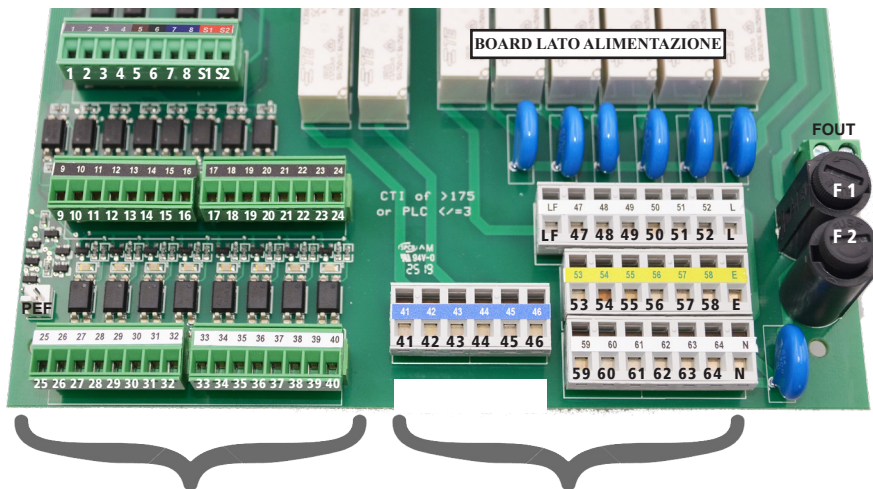 BOARD LATO ALIMENTAZIONE
1 2 3 4 5 6 7 8 S1 S2
1 2 3 4 5 6 7 8 S1 S2
FOUT
F 1
F 2
9 10 11 12 13 14 15 16 17 18 19 20 21 22 23 24
9 10 11 12 13 14 15 16 17 18 19 20 21 22 23 24
CTI of >175
or PLC </=3
94V-0
2519
LF 47 48 49 50 51 52 L
LF 47 48 49 50 51 52 L
53 54 55 56 57 58 E
53 54 55 56 57 58 E
PEF
41 42 43 44 45 46
41 42 43 44 45 46
25 26 27 28 29 30 31 32 33 34 35 36 37 38 39 40
25 26 27 28 29 30 31 32 33 34 35 36 37 38 39 40
59 60 61 62 63 64 N
59 60 61 62 63 64 N